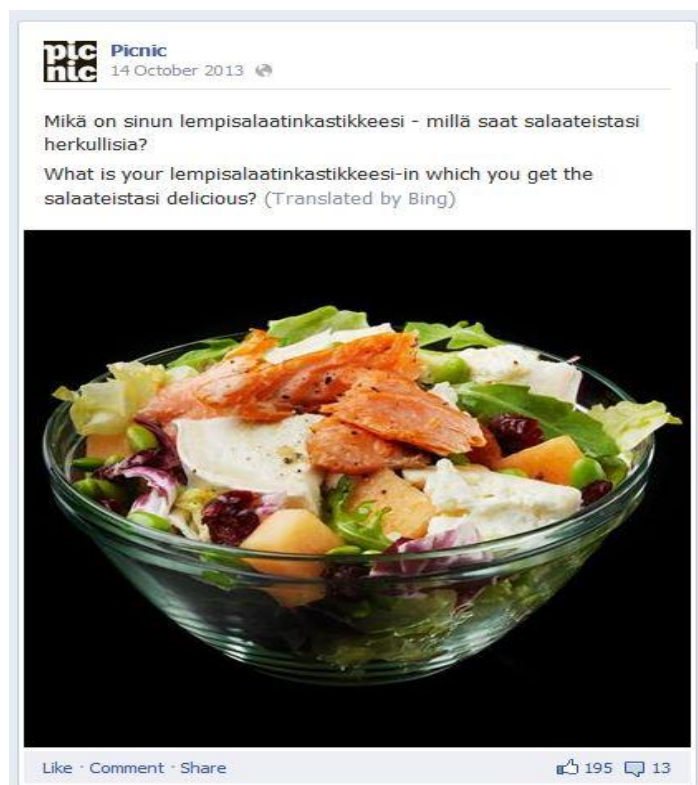 pic
nic
Picnic
14 October 2013
Mikä on sinun lempisalaatinkastikkeesi - millä saat salaateistasi
herkullisia?
What is your lempisalaatinkastikkeesi-in which you get the
salaateistasi delicious? (Translated by Bing)
Like · Comment · Share 195 13